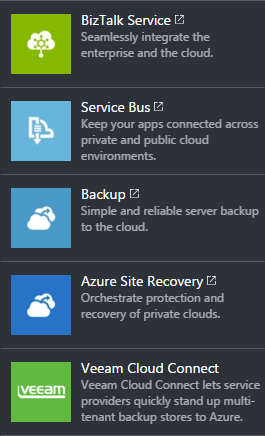 BizTalk Service
Seamlessly integrate the
enterprise and the cloud.
Service Bus
Keep your apps connected across
private and public cloud
environments.
Backup
Simple and reliable server backup
to the cloud.
Azure Site Recovery
Orchestrate protection and
recovery of private clouds.
veeam
Veeam Cloud Connect
Veeam Cloud Connect lets service
providers quickly stand up multi-
tenant backup stores to Azure.